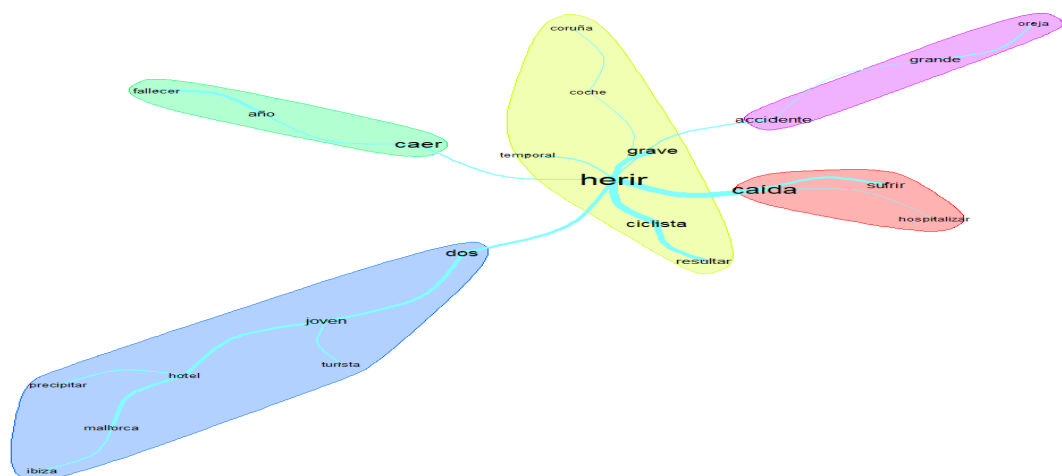 oreja
coruña
grande
fallecer
coche
año
accidente
caer
temporal
grave
herir
caída
sufrir
hospitalizar
ciclista
dos
resultar
joven
turista
hotel
precipitar
mallorca
ibiza